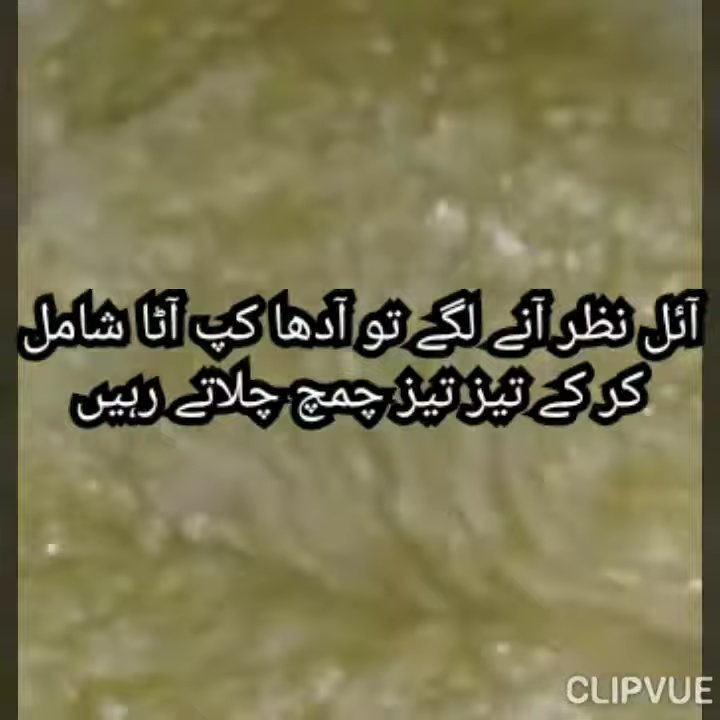 آئل نظر آنے لگے تو آدھا کپ آٹا شامل
کر کے تیز تیز چمچ چلاتے رہیں
CLIPVUE